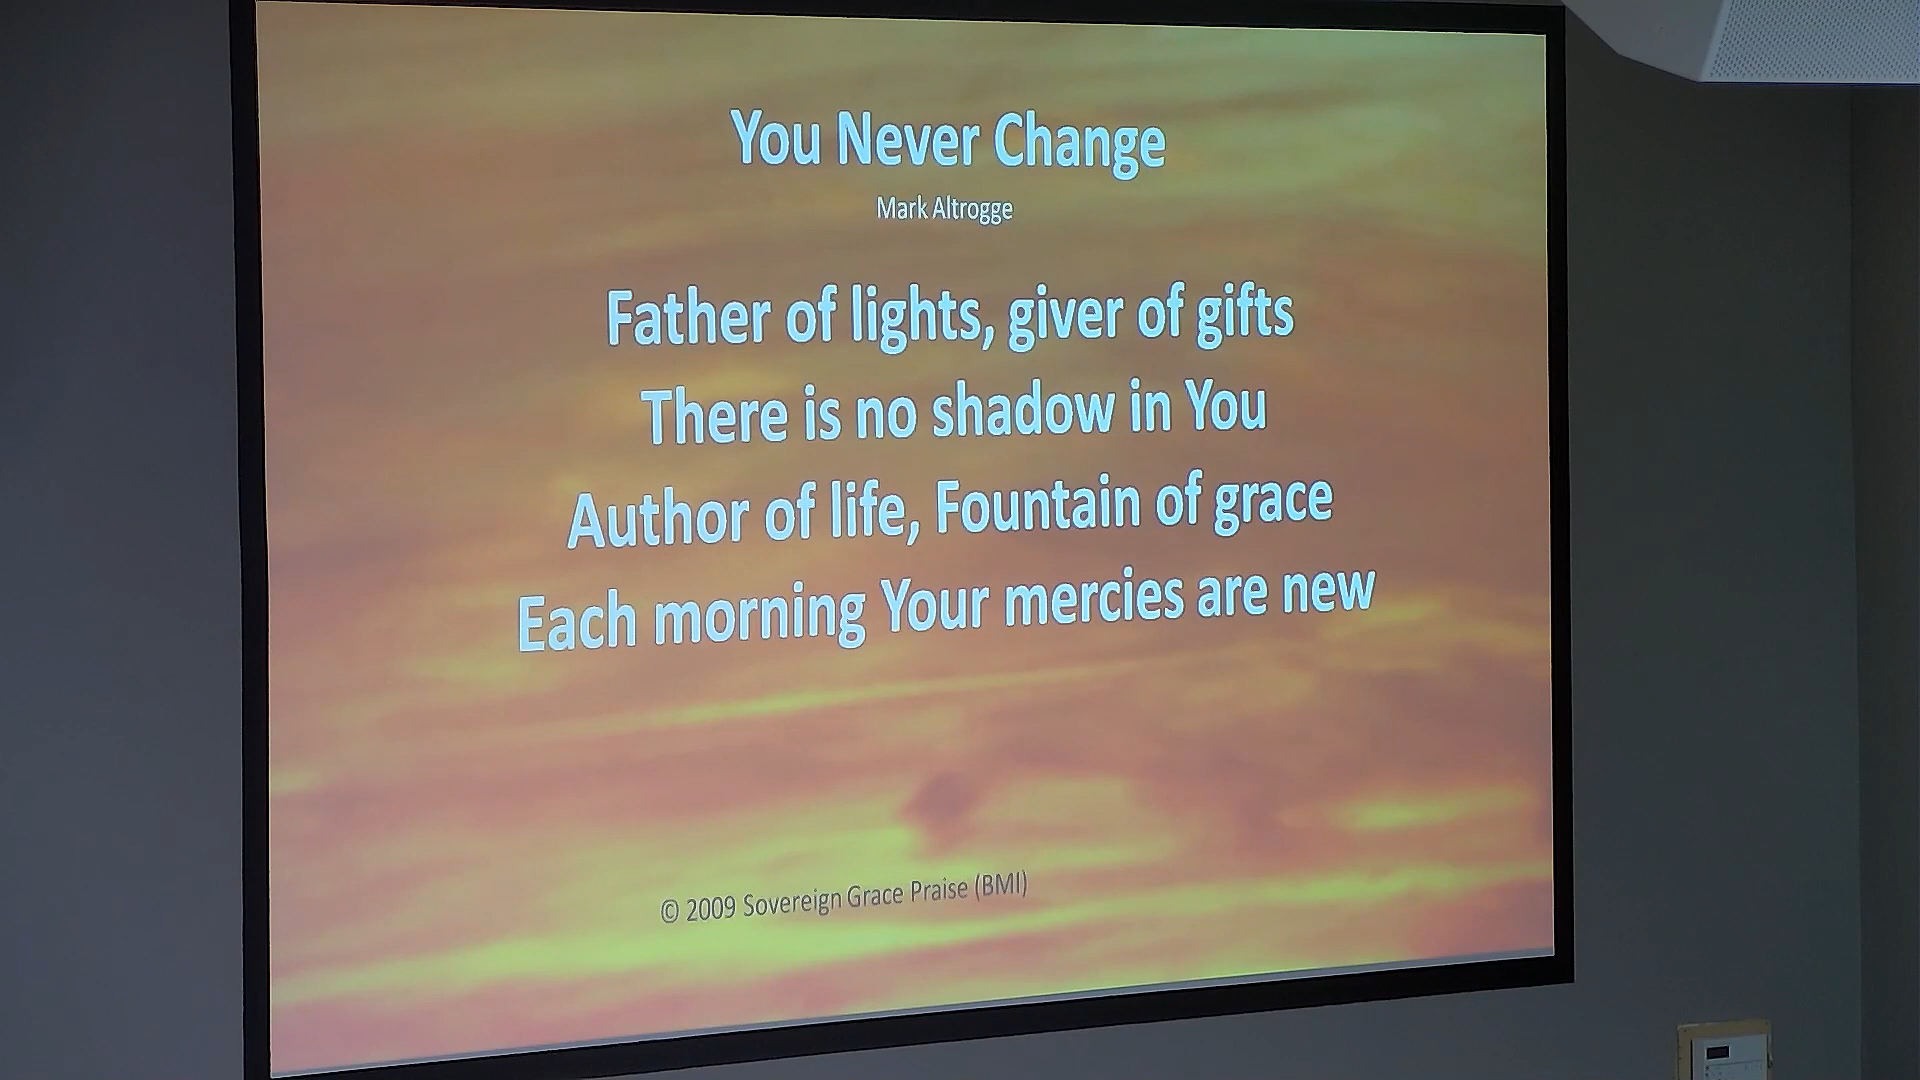 You Never Change
Mark Altrogge
Father of lights, giver of gifts
There is no shadow in You
Author of life, Fountain of grace
Each morning Your mercies are new
© 2009 Sovereign Grace Praise (BMI)